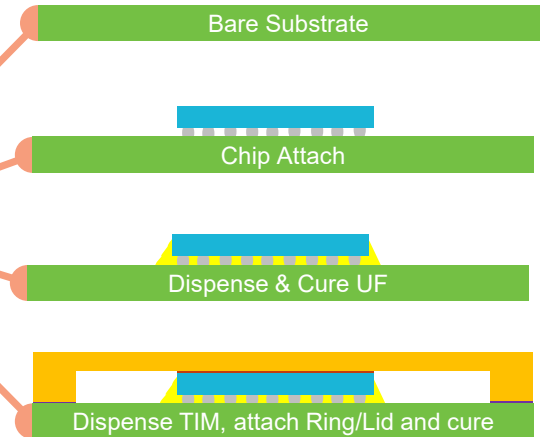 Bare Substrate
Chip Attach
Dispense & Cure UF
Dispense TIM, attach Ring/Lid and cure